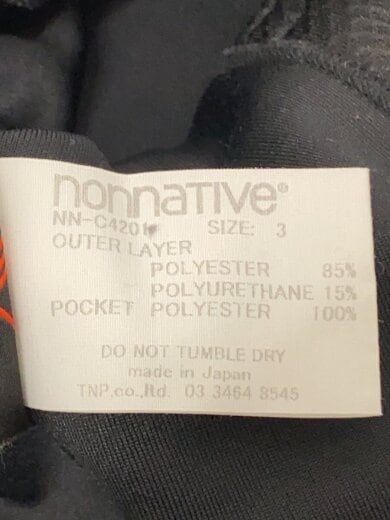 nonnative®
NN-C4201 SIZE: 3
OUTER LAYER
POLYESTER 85%
POLYURETHANE 15%
POCKET POLYESTER 100%
DO NOT TUMBLE DRY
made in Japan
TNP.co.,ltd. 03 3464 8545